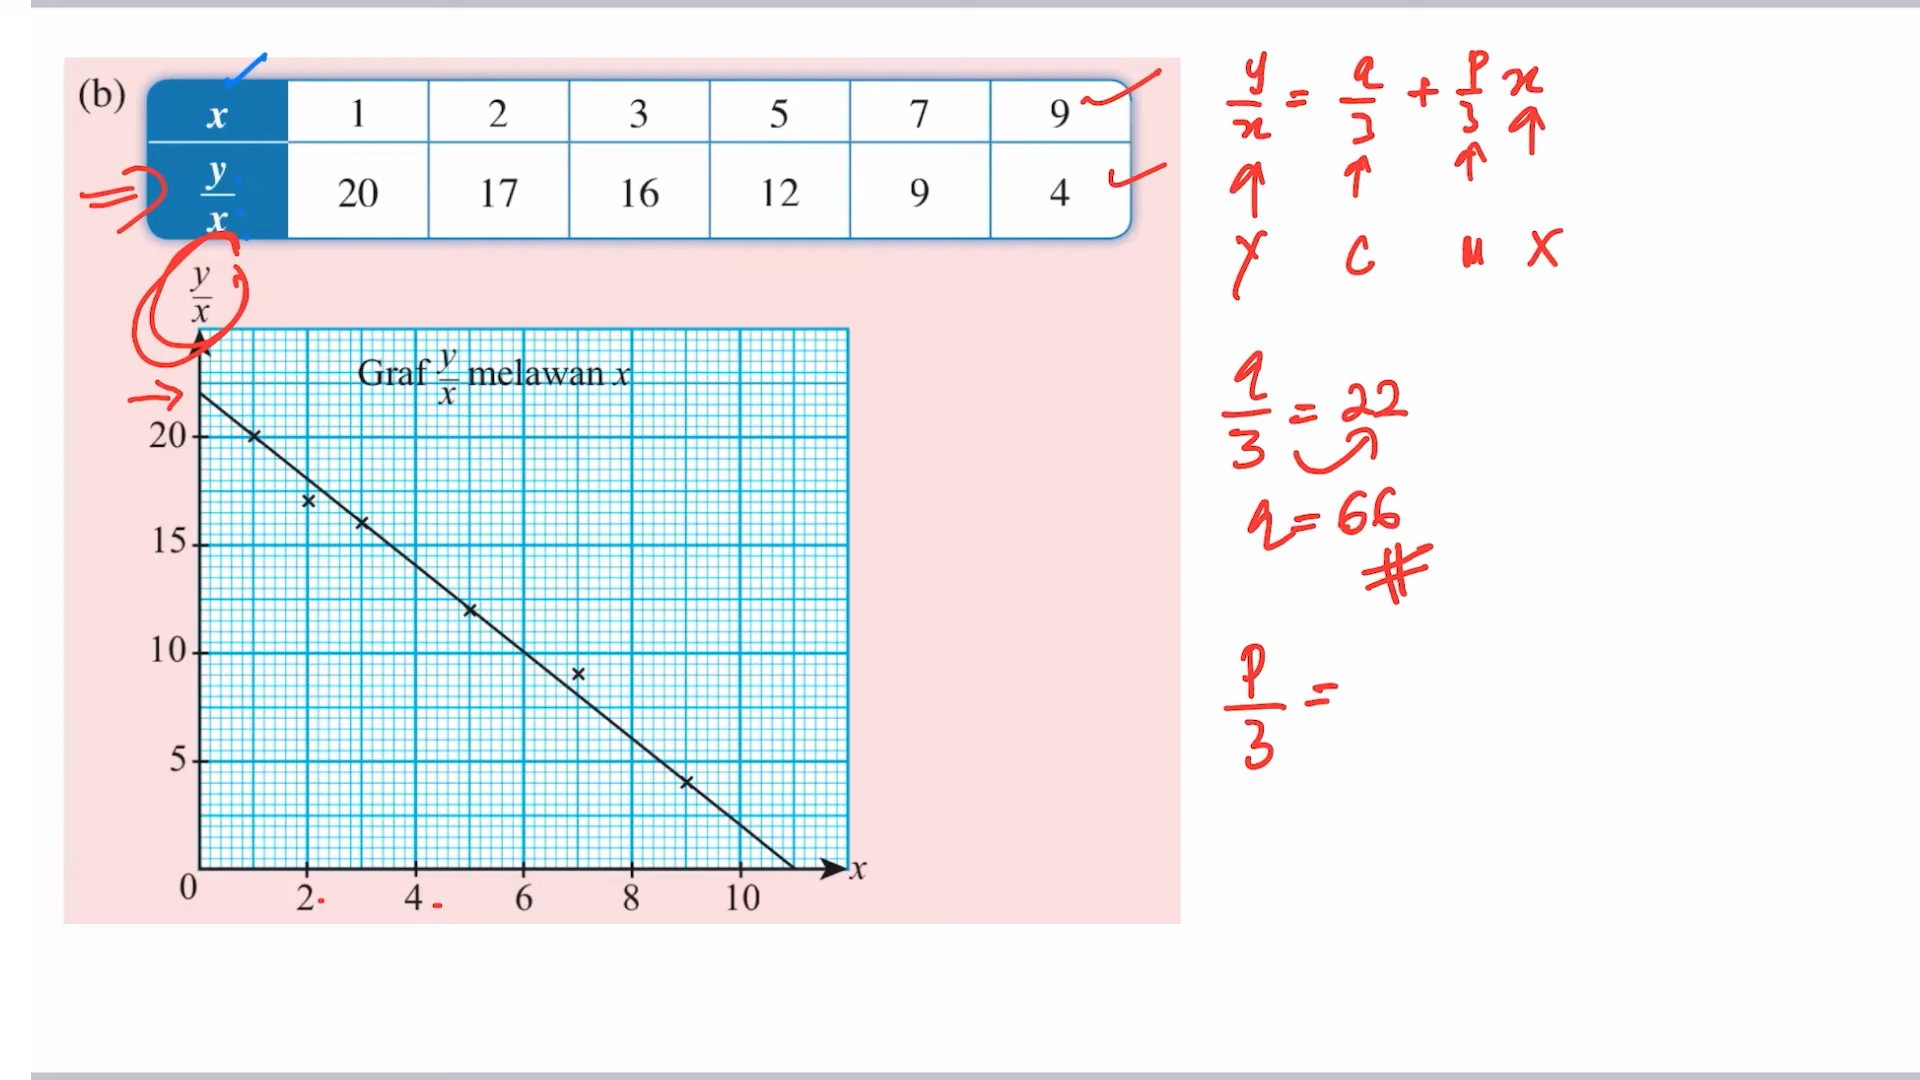 (b)
x 1 2 3 5 7 9
y/x 20 17 16 12 9 4
y/x
Graf y/x melawan x
20
15
10
5
0 2 4 6 8 10 x
y/x = q/3 + p/3 x
Y C M X
q/3 = 22
q = 66
p/3 =